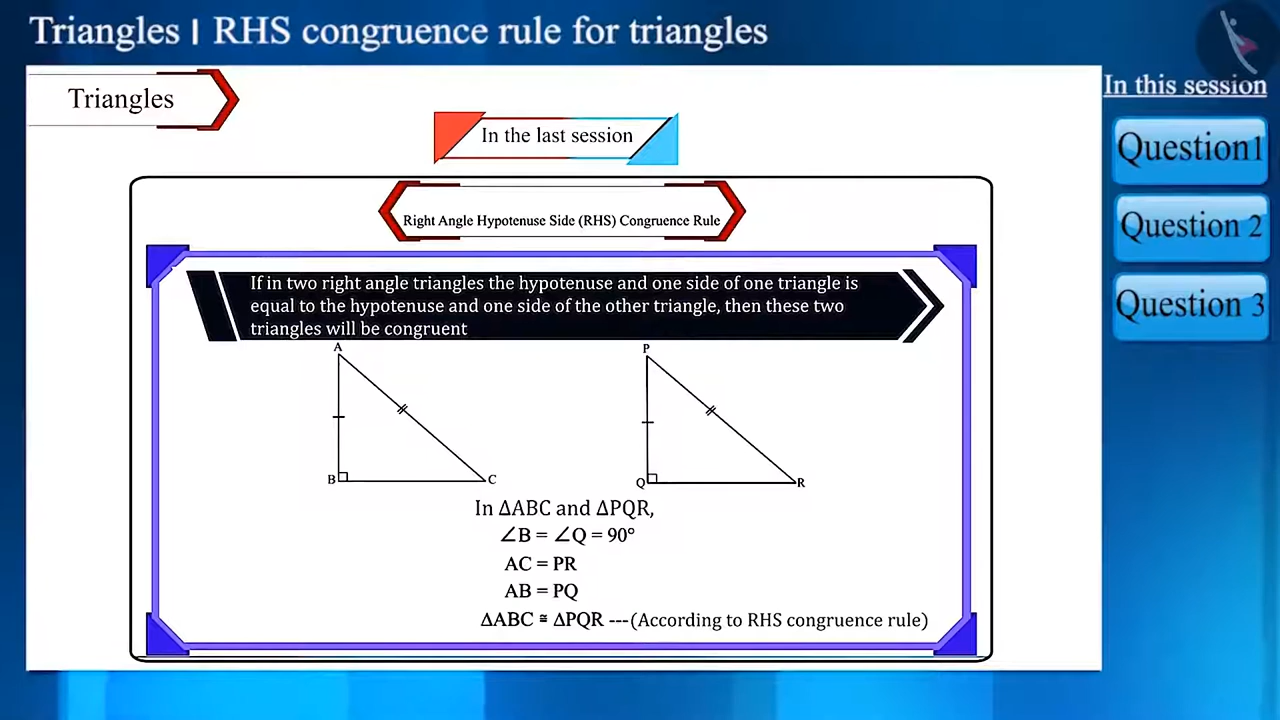 Triangles | RHS congruence rule for triangles
In this session
Triangles
In the last session
Question1
Question 2
Question 3
Right Angle Hypotenuse Side (RHS) Congruence Rule
If in two right angle triangles the hypotenuse and one side of one triangle is
equal to the hypotenuse and one side of the other triangle, then these two
triangles will be congruent
A
P
B
C
Q
R
In ΔABC and ΔPQR,
∠B = ∠Q = 90°
AC = PR
AB = PQ
ΔABC ≅ ΔPQR ---(According to RHS congruence rule)